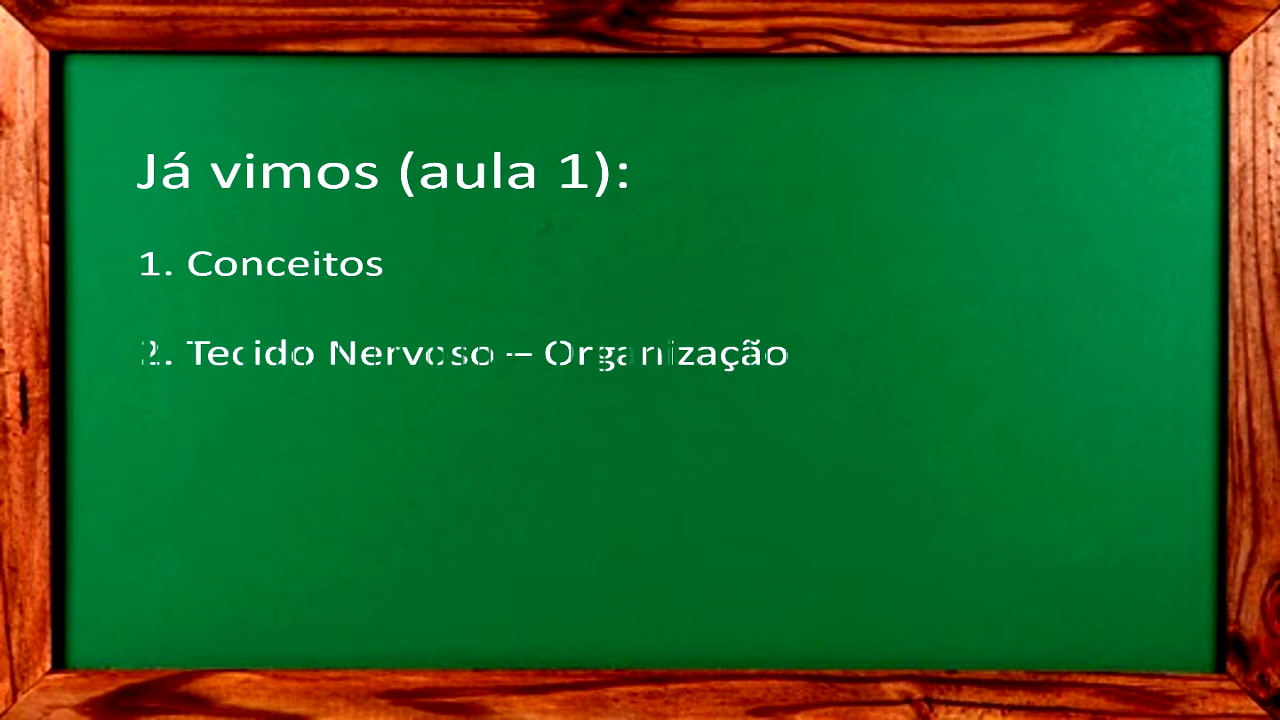 Já vimos (aula 1):
1. Conceitos
2. Tecido Nervoso – Organização